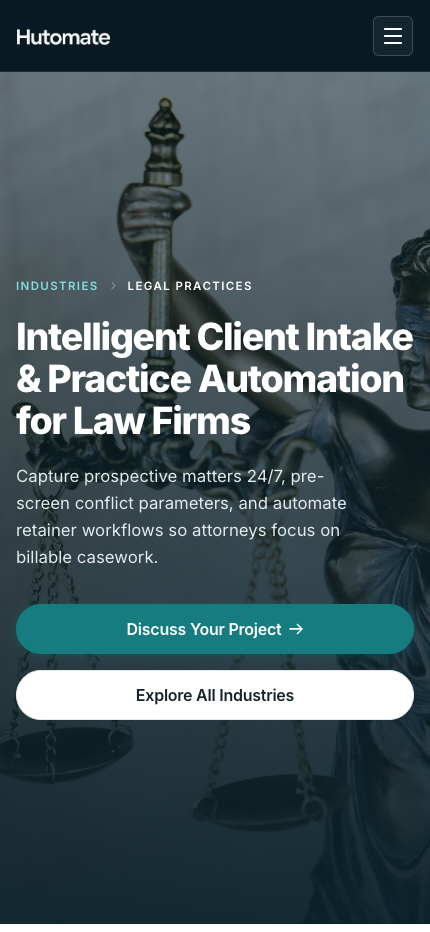 Hutomate
INDUSTRIES > LEGAL PRACTICES
Intelligent Client Intake
& Practice Automation
for Law Firms
Capture prospective matters 24/7, pre-
screen conflict parameters, and automate
retainer workflows so attorneys focus on
billable casework.
Discuss Your Project →
Explore All Industries